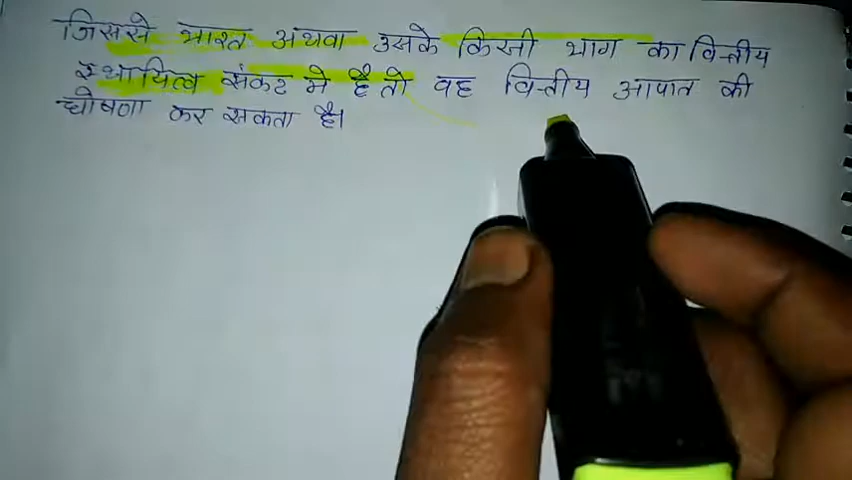 जिससे भारत अथवा उसके किसी भाग का वित्तीय
स्थायित्व संकट मे है तो वह वित्तीय आपात की
घोषणा कर सकता है।